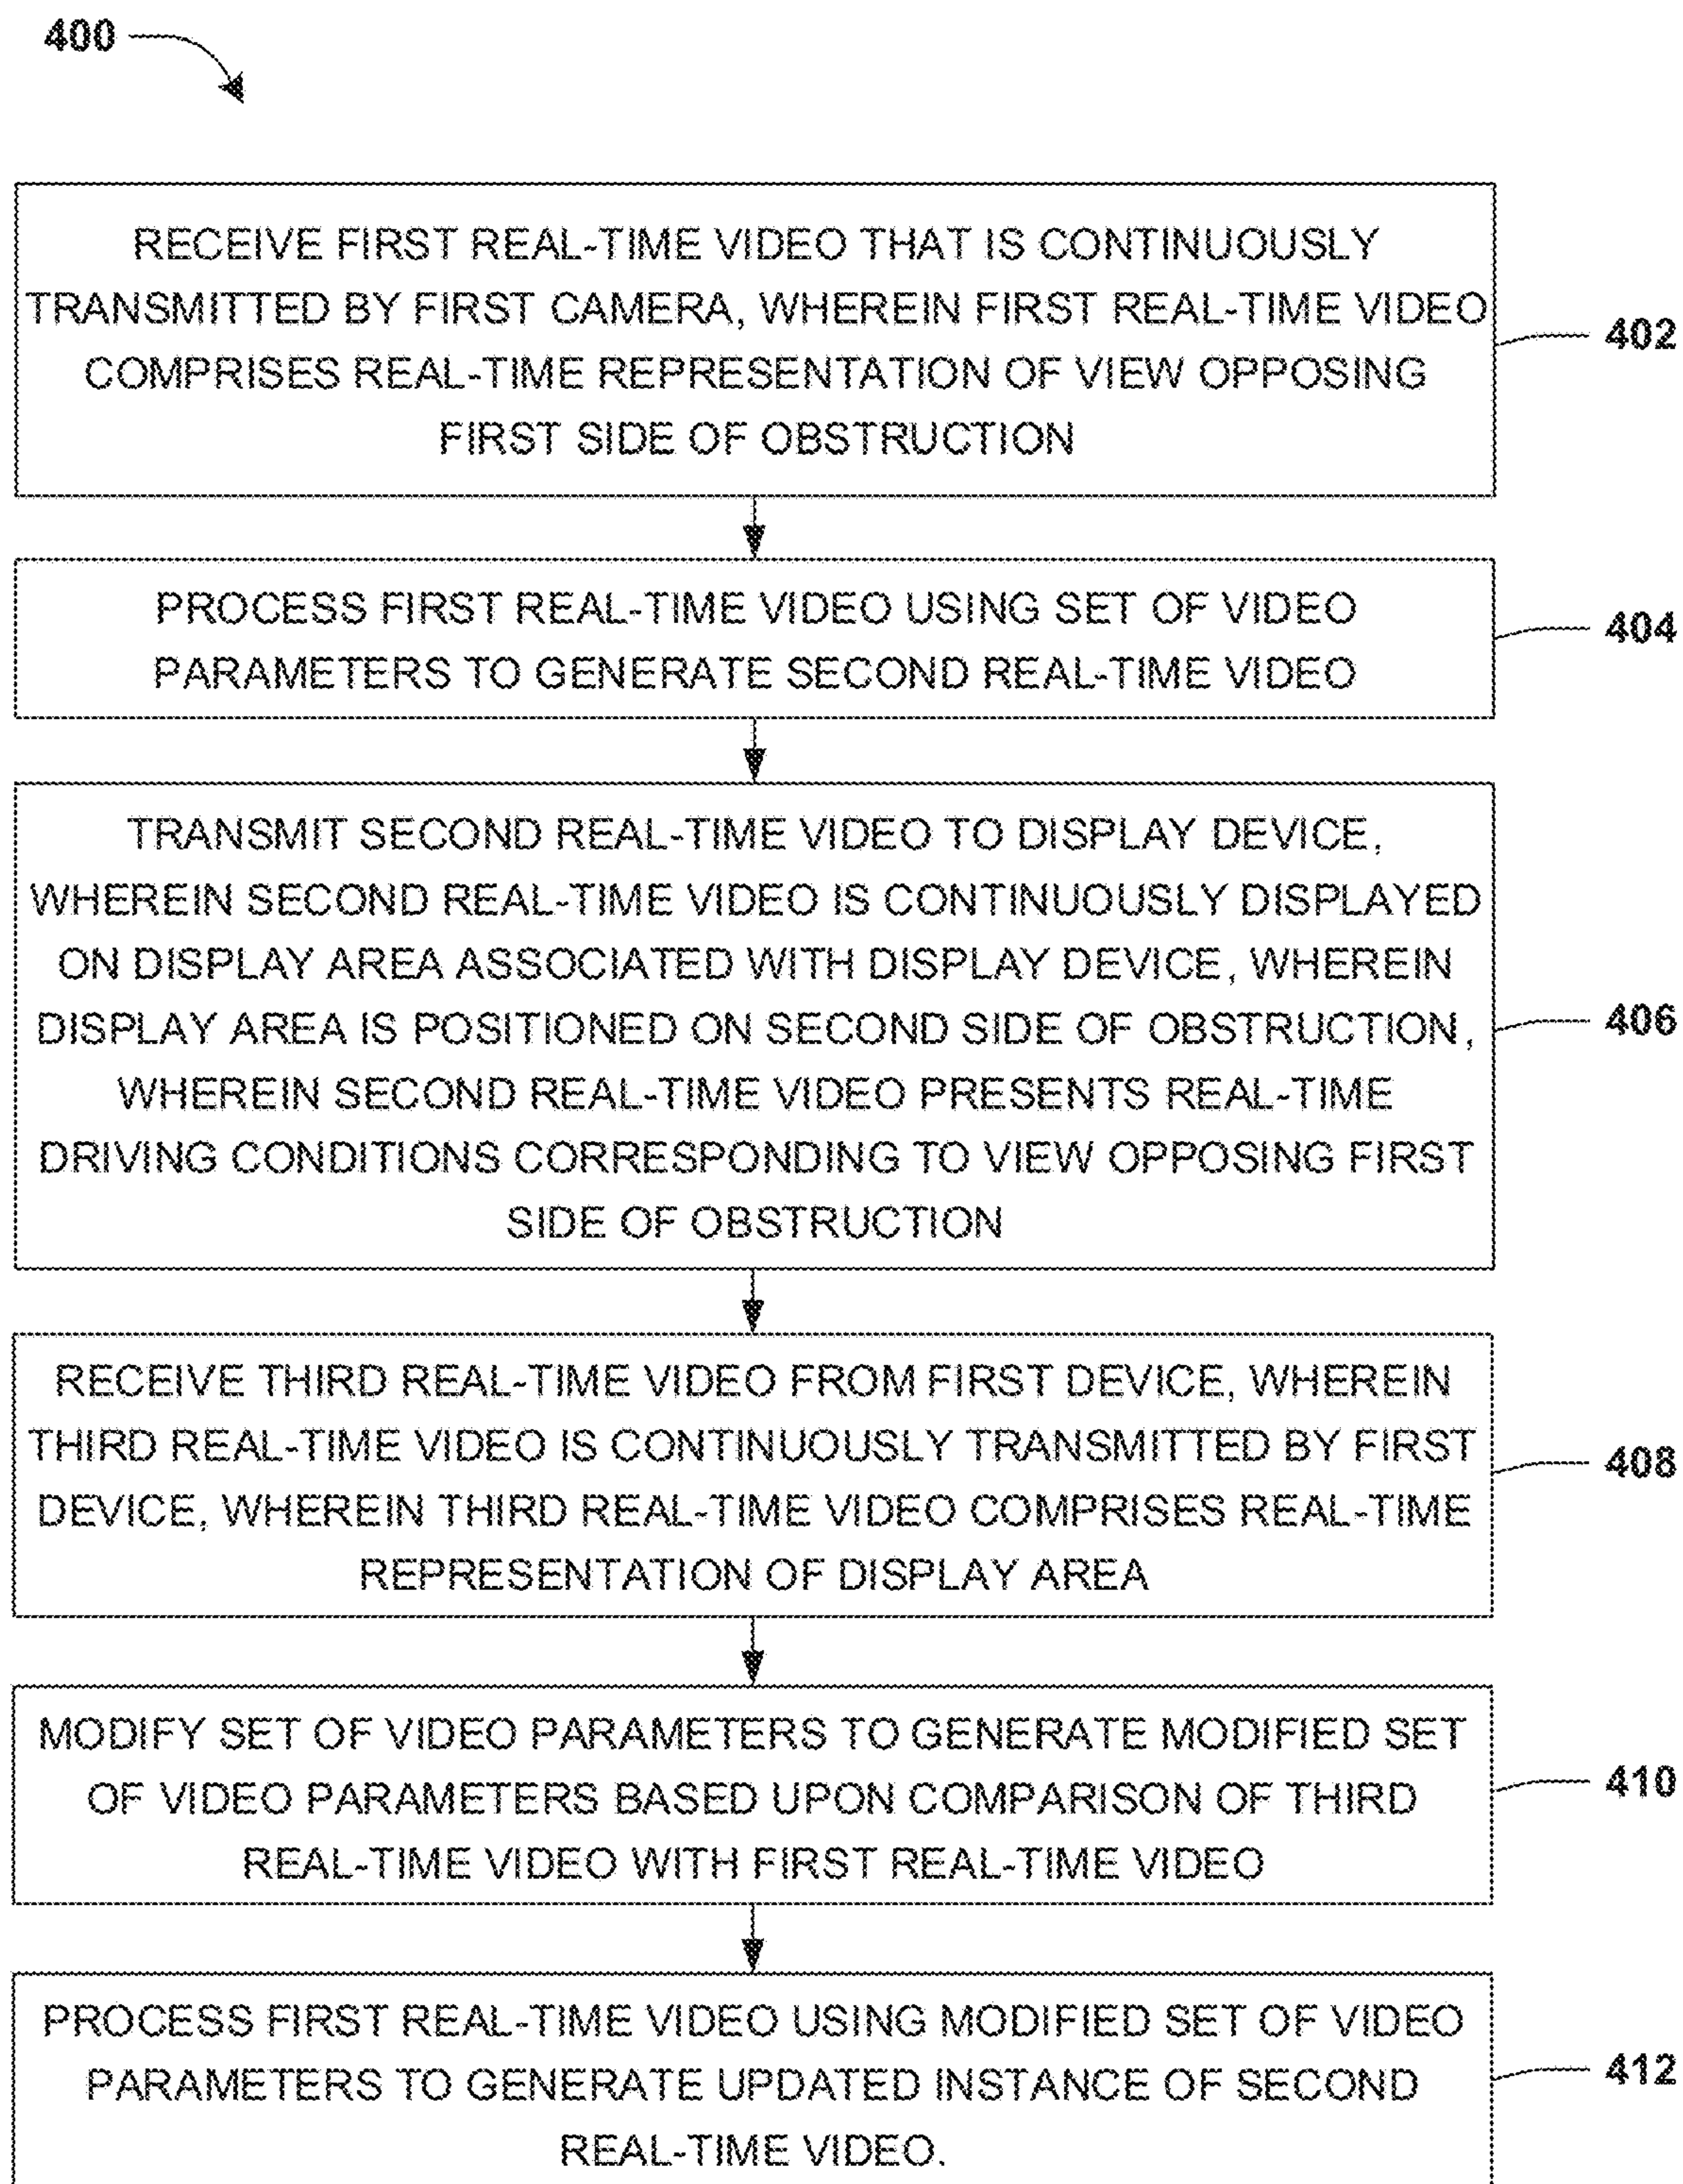 400
RECEIVE FIRST REAL-TIME VIDEO THAT IS CONTINUOUSLY
TRANSMITTED BY FIRST CAMERA, WHEREIN FIRST REAL-TIME VIDEO
COMPRISES REAL-TIME REPRESENTATION OF VIEW OPPOSING
FIRST SIDE OF OBSTRUCTION
402
PROCESS FIRST REAL-TIME VIDEO USING SET OF VIDEO
PARAMETERS TO GENERATE SECOND REAL-TIME VIDEO
404
TRANSMIT SECOND REAL-TIME VIDEO TO DISPLAY DEVICE,
WHEREIN SECOND REAL-TIME VIDEO IS CONTINUOUSLY DISPLAYED
ON DISPLAY AREA ASSOCIATED WITH DISPLAY DEVICE, WHEREIN
DISPLAY AREA IS POSITIONED ON SECOND SIDE OF OBSTRUCTION,
WHEREIN SECOND REAL-TIME VIDEO PRESENTS REAL-TIME
DRIVING CONDITIONS CORRESPONDING TO VIEW OPPOSING FIRST
SIDE OF OBSTRUCTION
406
RECEIVE THIRD REAL-TIME VIDEO FROM FIRST DEVICE, WHEREIN
THIRD REAL-TIME VIDEO IS CONTINUOUSLY TRANSMITTED BY FIRST
DEVICE, WHEREIN THIRD REAL-TIME VIDEO COMPRISES REAL-TIME
REPRESENTATION OF DISPLAY AREA
408
MODIFY SET OF VIDEO PARAMETERS TO GENERATE MODIFIED SET
OF VIDEO PARAMETERS BASED UPON COMPARISON OF THIRD
REAL-TIME VIDEO WITH FIRST REAL-TIME VIDEO
410
PROCESS FIRST REAL-TIME VIDEO USING MODIFIED SET OF VIDEO
PARAMETERS TO GENERATE UPDATED INSTANCE OF SECOND
REAL-TIME VIDEO.
412